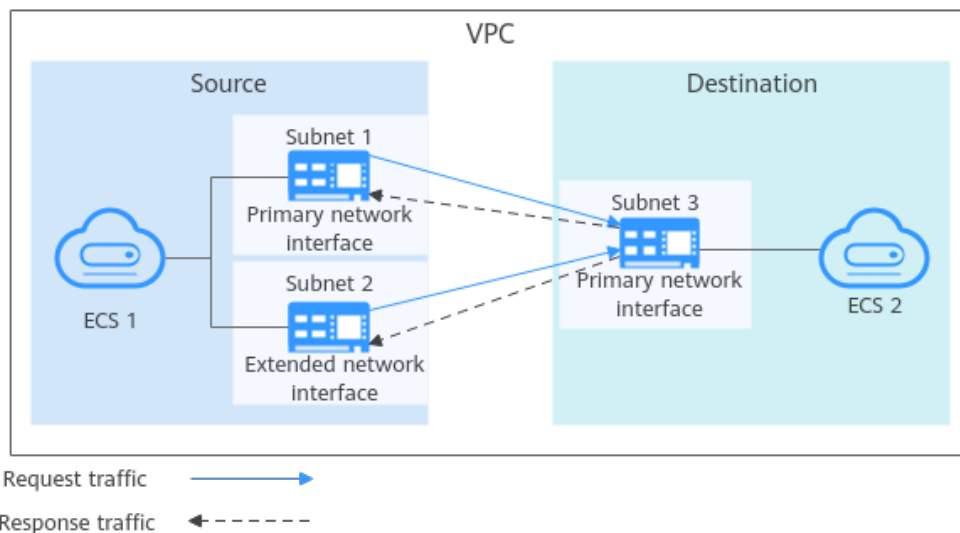 VPC
Source
Destination
Subnet 1
Primary network
interface
Subnet 2
Extended network
interface
ECS 1
Subnet 3
Primary network
interface
ECS 2
Request traffic
Response traffic